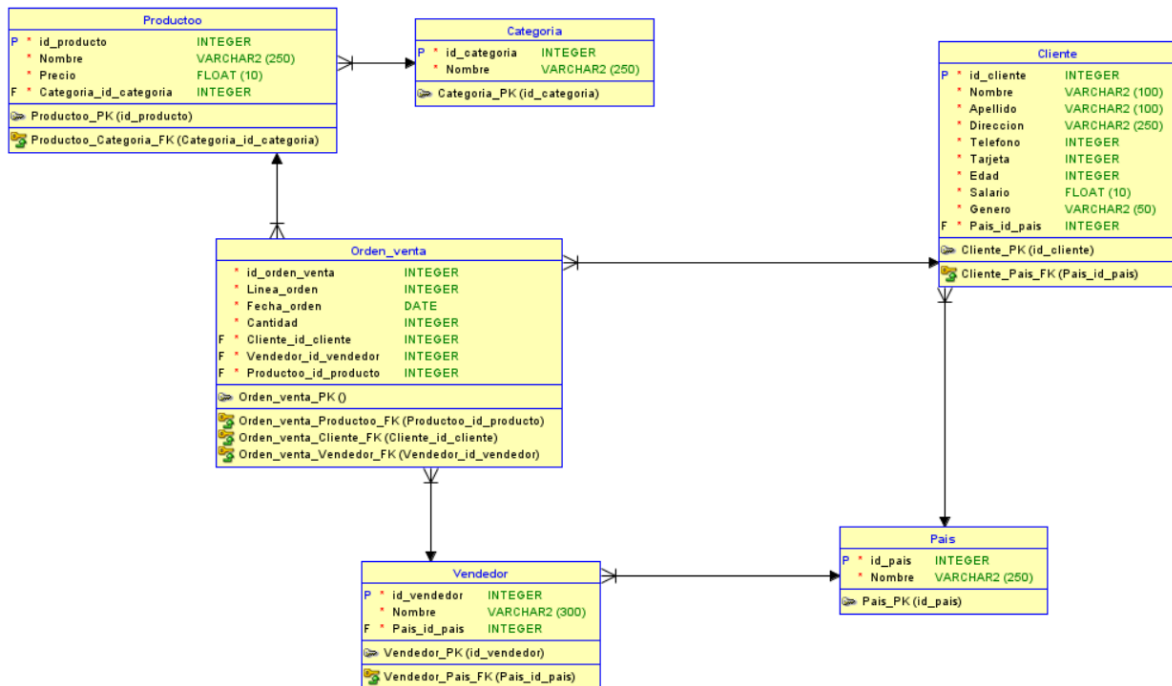 Productoo
P * id_producto INTEGER
* Nombre VARCHAR2 (250)
* Precio FLOAT (10)
F * Categoria_id_categoria INTEGER
Productoo_PK (id_producto)
Productoo_Categoria_FK (Categoria_id_categoria)
Categoria
P * id_categoria INTEGER
* Nombre VARCHAR2 (250)
Categoria_PK (id_categoria)
Cliente
P * id_cliente INTEGER
* Nombre VARCHAR2 (100)
* Apellido VARCHAR2 (100)
* Direccion VARCHAR2 (250)
* Telefono INTEGER
* Tarjeta INTEGER
* Edad INTEGER
* Salario FLOAT (10)
* Genero VARCHAR2 (50)
F * Pais_id_pais INTEGER
Cliente_PK (id_cliente)
Cliente_Pais_FK (Pais_id_pais)
Orden_venta
* id_orden_venta INTEGER
* Linea_orden INTEGER
* Fecha_orden DATE
* Cantidad INTEGER
F * Cliente_id_cliente INTEGER
F * Vendedor_id_vendedor INTEGER
F * Productoo_id_producto INTEGER
Orden_venta_PK ()
Orden_venta_Productoo_FK (Productoo_id_producto)
Orden_venta_Cliente_FK (Cliente_id_cliente)
Orden_venta_Vendedor_FK (Vendedor_id_vendedor)
Vendedor
P * id_vendedor INTEGER
* Nombre VARCHAR2 (300)
F * Pais_id_pais INTEGER
Vendedor_PK (id_vendedor)
Vendedor_Pais_FK (Pais_id_pais)
Pais
P * id_pais INTEGER
* Nombre VARCHAR2 (250)
Pais_PK (id_pais)